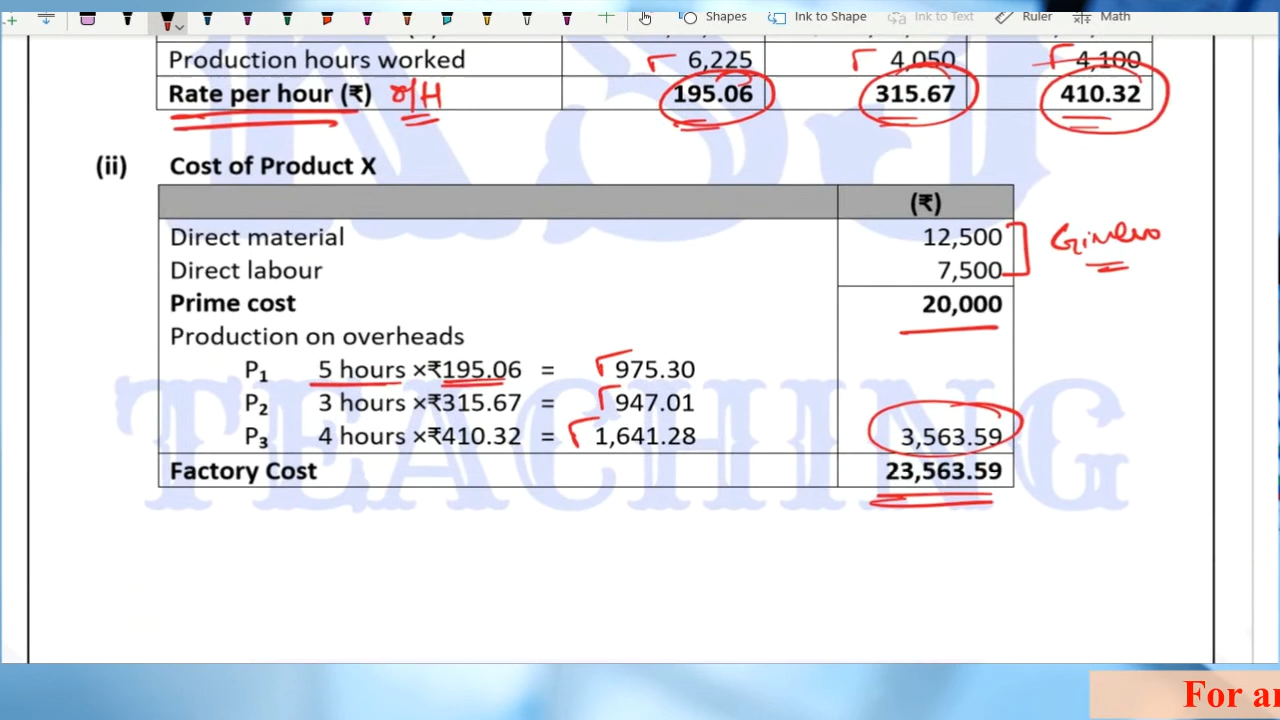 Shapes Ink to Shape Ink to Text Ruler Math
Production hours worked 6,225 4,050 4,100
Rate per hour (₹) 195.06 315.67 410.32
(ii) Cost of Product X
(₹)
Direct material 12,500
Direct labour 7,500
Prime cost 20,000
Production on overheads
P₁ 5 hours ×₹195.06 = 975.30
P₂ 3 hours ×₹315.67 = 947.01
P₃ 4 hours ×₹410.32 = 1,641.28 3,563.59
Factory Cost 23,563.59
TEACHING
For an